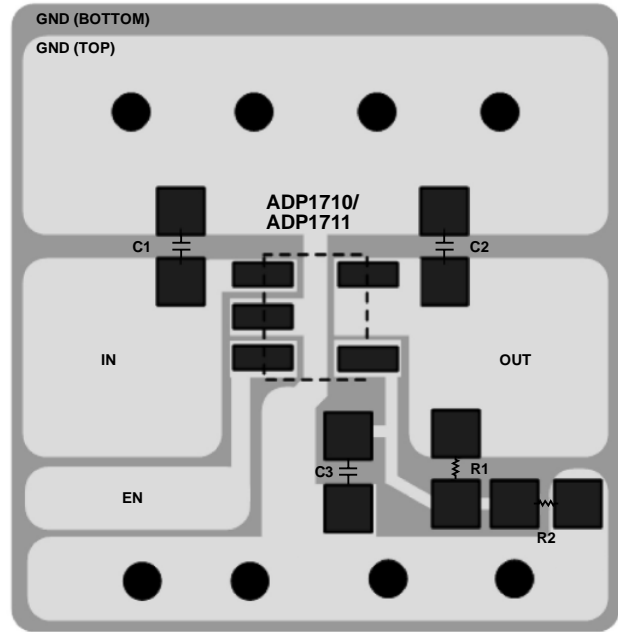 GND (BOTTOM)
GND (TOP)
ADP1710/
ADP1711
C1
C2
IN
OUT
C3
R1
EN
R2